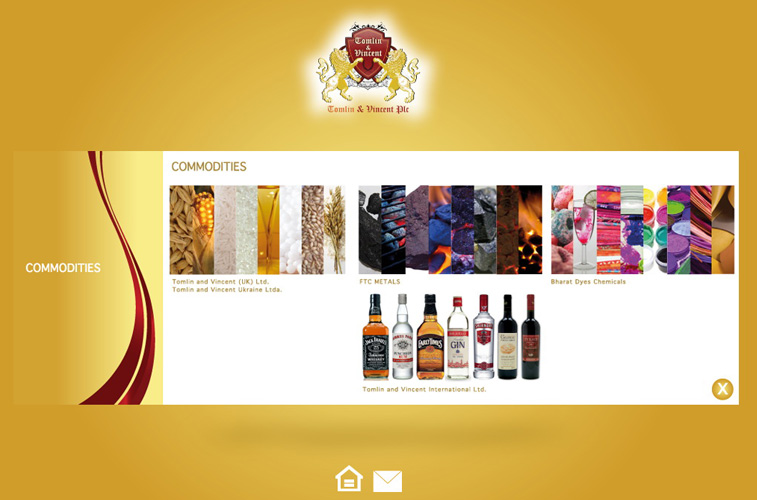 Tomlin
&
Vincent
Tomlin & Vincent Plc
COMMODITIES
COMMODITIES
Tomlin and Vincent (UK) Ltd.
Tomlin and Vincent Ukraine Ltda.
FTC METALS
Bharat Dyes Chemicals
JACK DANIEL'S
EARLY TIMES
GIN
SMIRNOFF
Tomlin and Vincent International Ltd.
X